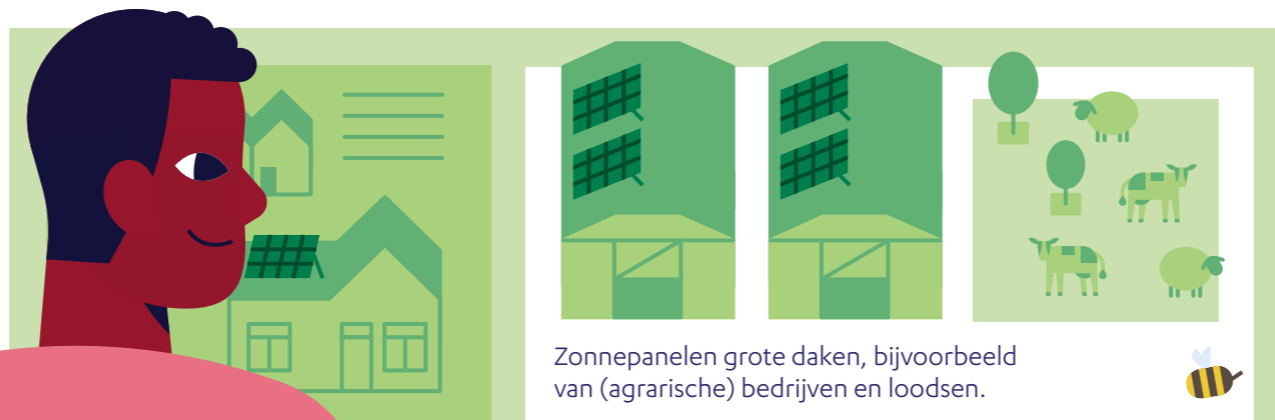 Zonnepanelen grote daken, bijvoorbeeld
van (agrarische) bedrijven en loodsen.